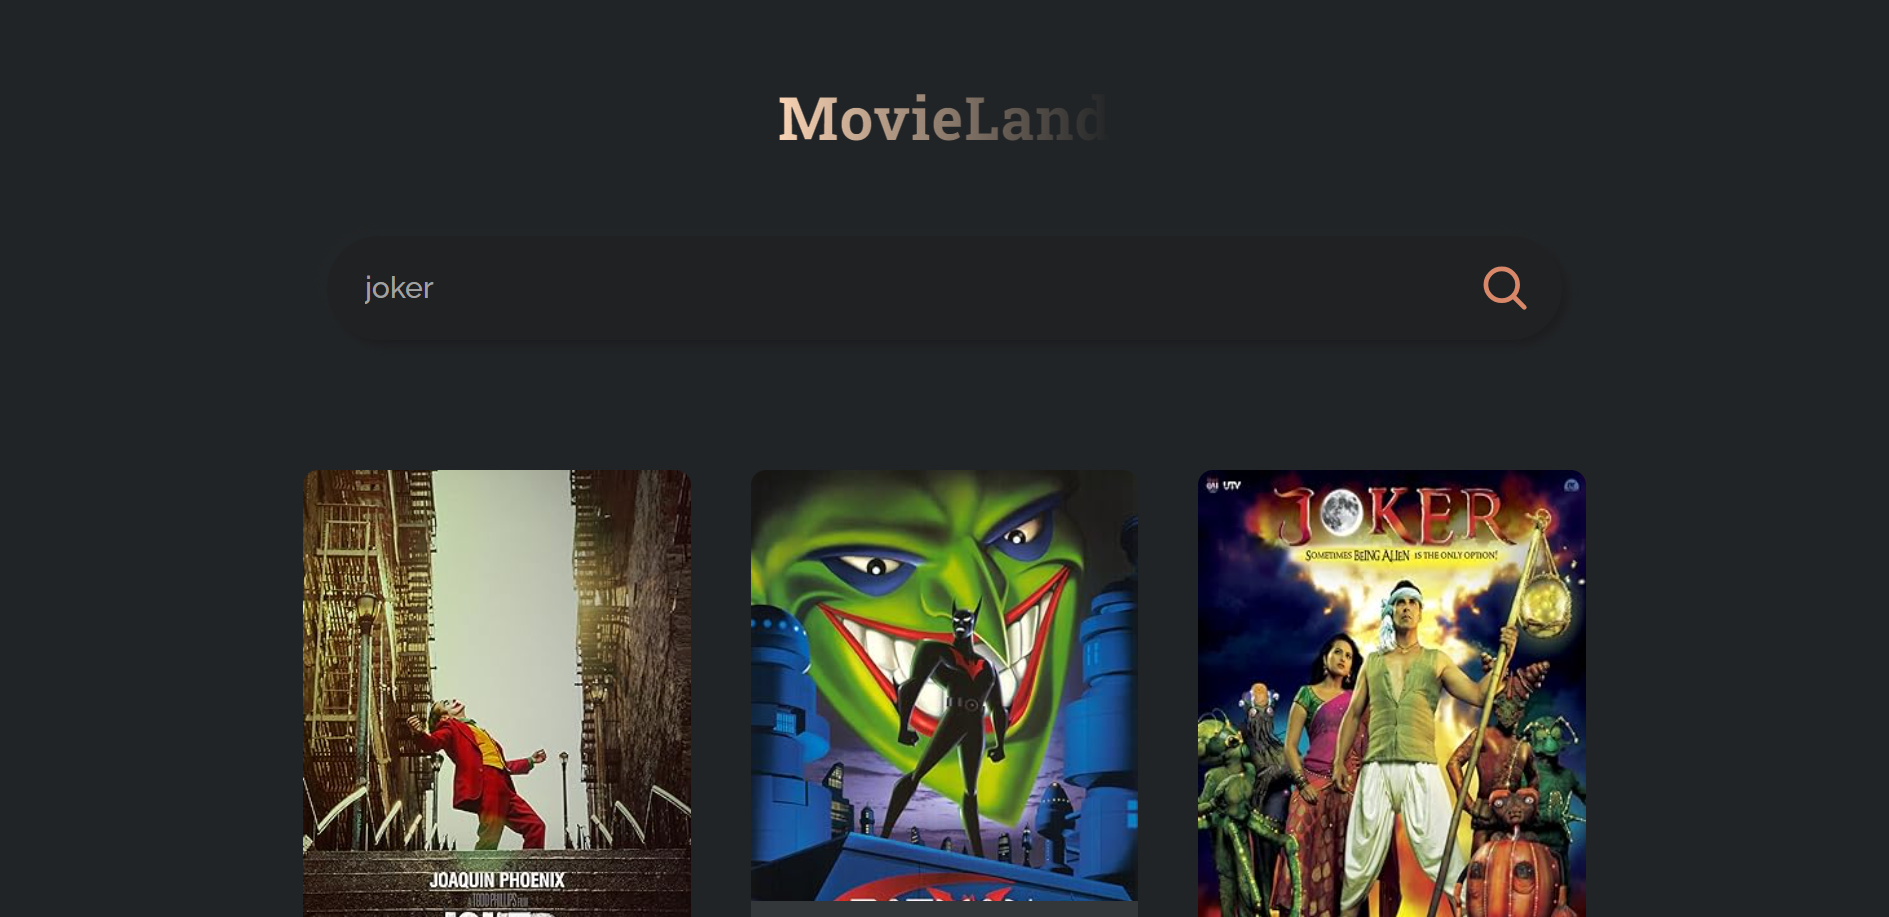 MovieLand
joker
UTV
JOKER
SOMETIMES BEING ALIEN IS THE ONLY OPTION!
JOAQUIN PHOENIX
A TODD PHILLIPS FILM